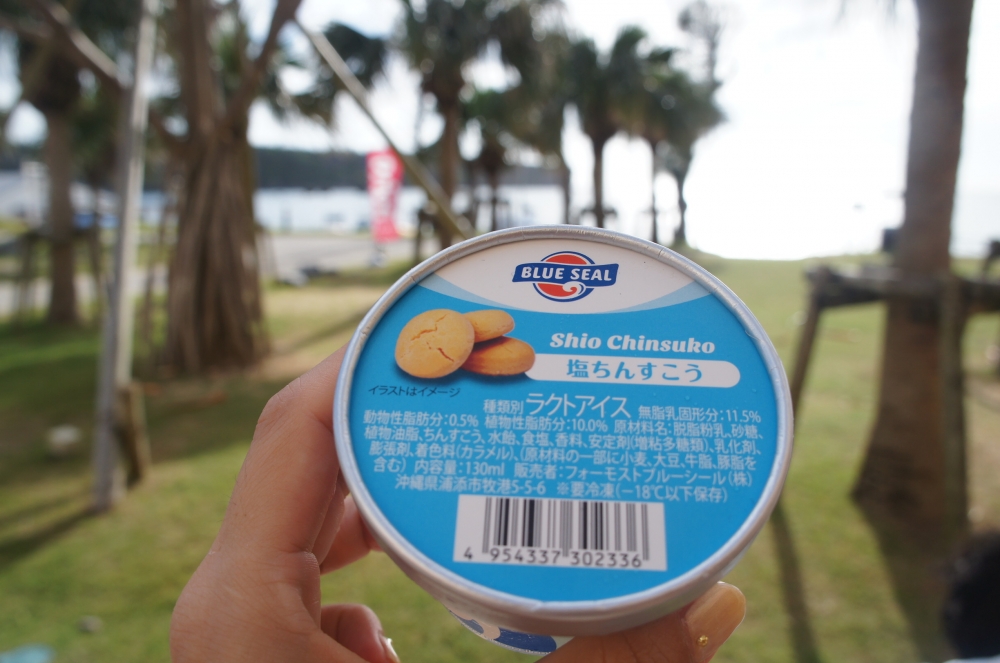 BLUE SEAL
Shio Chinsuko
塩ちんすこう
イラストはイメージ
種類別 ラクトアイス 無脂乳固形分:11.5%
動物性脂肪分:0.5% 植物性脂肪分:10.0% 原材料名:脱脂粉乳、砂糖、
植物油脂、ちんすこう、水飴、食塩、香料、安定剤(増粘多糖類)、乳化剤、
膨張剤、着色料(カラメル)、(原材料の一部に小麦、大豆、牛脂、豚脂を
含む) 内容量:130ml 販売者:フォーモストブルーシール(株)
沖縄県浦添市牧港5-5-6 ※要冷凍(-18℃以下保存)
4 954337 302336